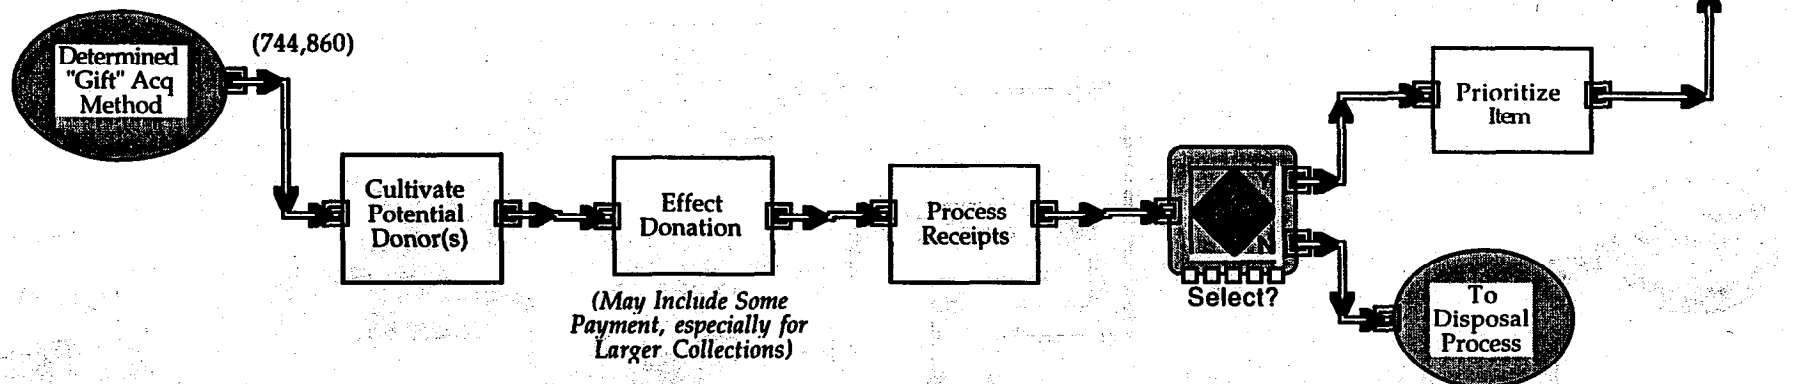 Determined
"Gift" Acq
Method
(744,860)
Cultivate
Potential
Donor(s)
Effect
Donation
(May Include Some
Payment, especially for
Larger Collections)
Process
Receipts
Y
N
Select?
Prioritize
Item
To
Disposal
Process